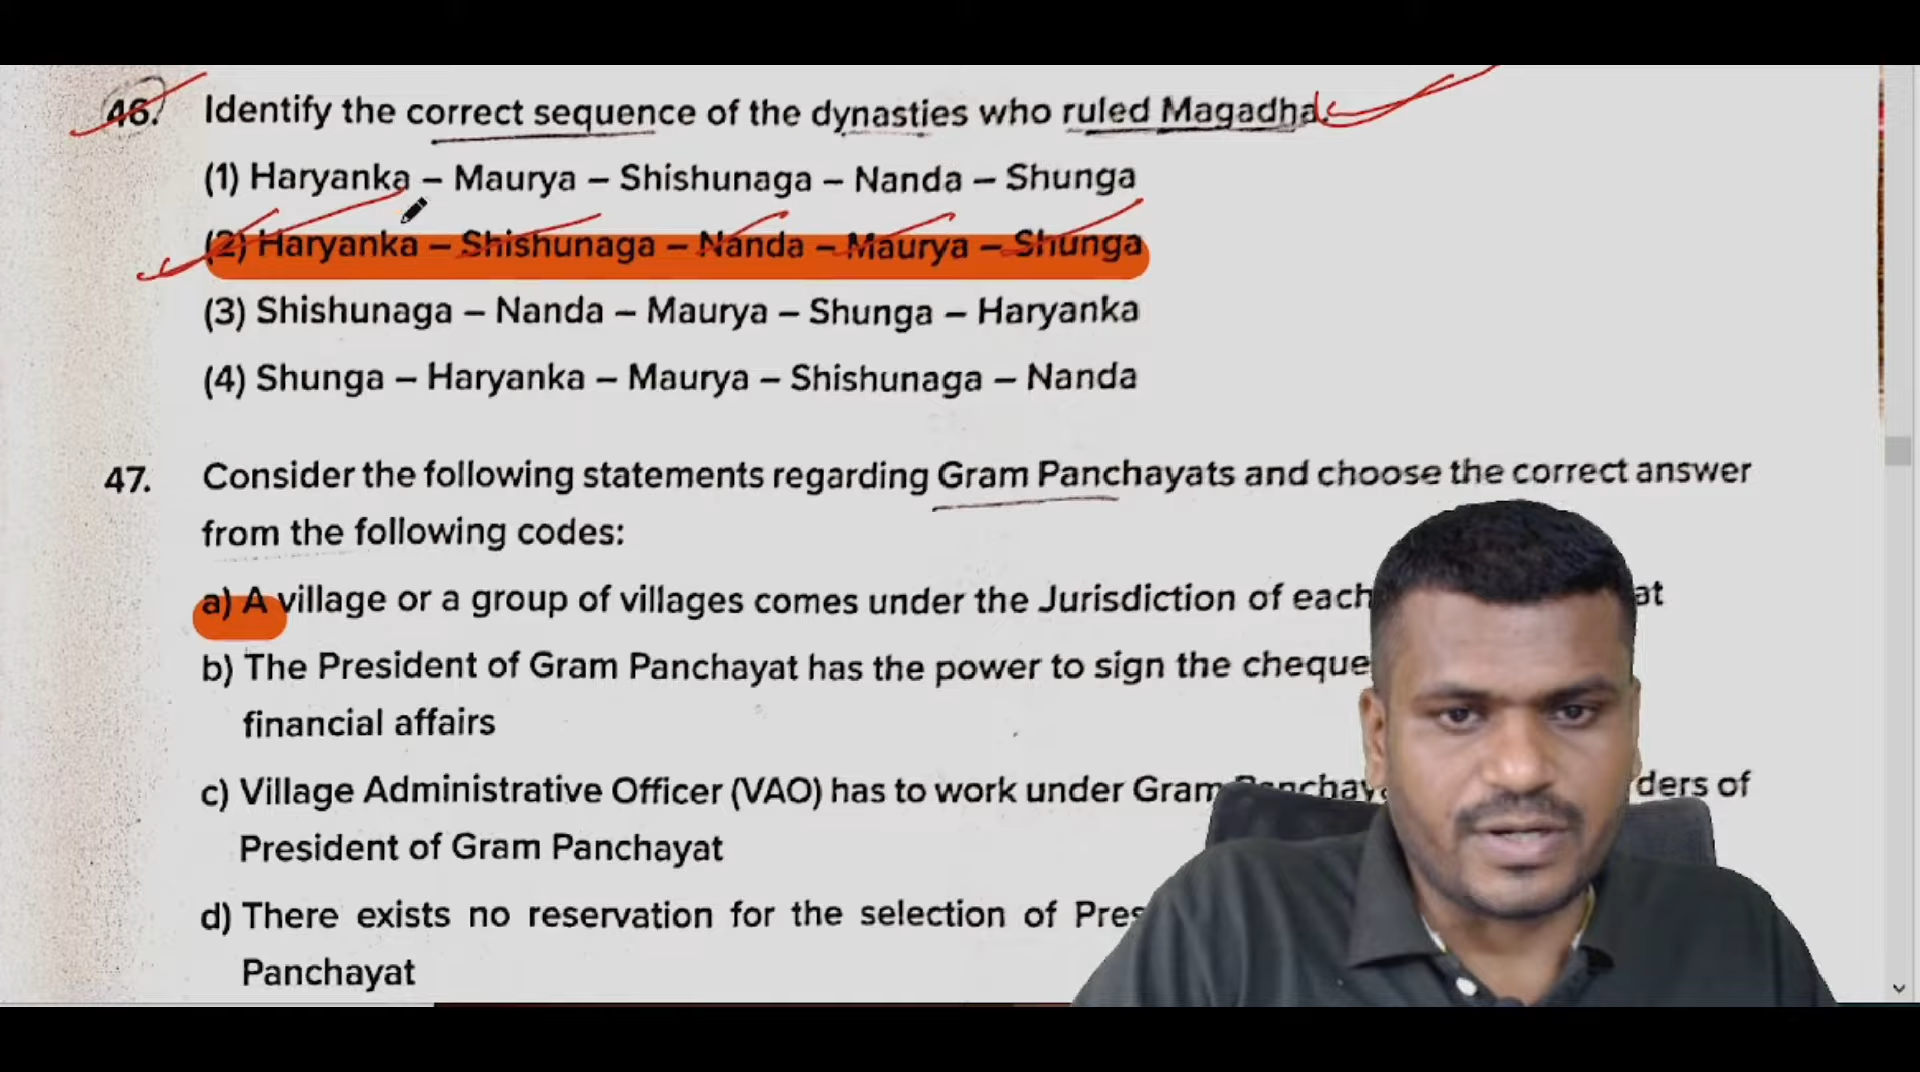 46. Identify the correct sequence of the dynasties who ruled Magadha.
(1) Haryanka – Maurya – Shishunaga – Nanda – Shunga
(2) Haryanka – Shishunaga – Nanda – Maurya – Shunga
(3) Shishunaga – Nanda – Maurya – Shunga – Haryanka
(4) Shunga – Haryanka – Maurya – Shishunaga – Nanda
47. Consider the following statements regarding Gram Panchayats and choose the correct answer
from the following codes:
a) A village or a group of villages comes under the Jurisdiction of each
b) The President of Gram Panchayat has the power to sign the cheque
financial affairs
c) Village Administrative Officer (VAO) has to work under Gram of
President of Gram Panchayat
d) There exists no reservation for the selection of
Panchayat